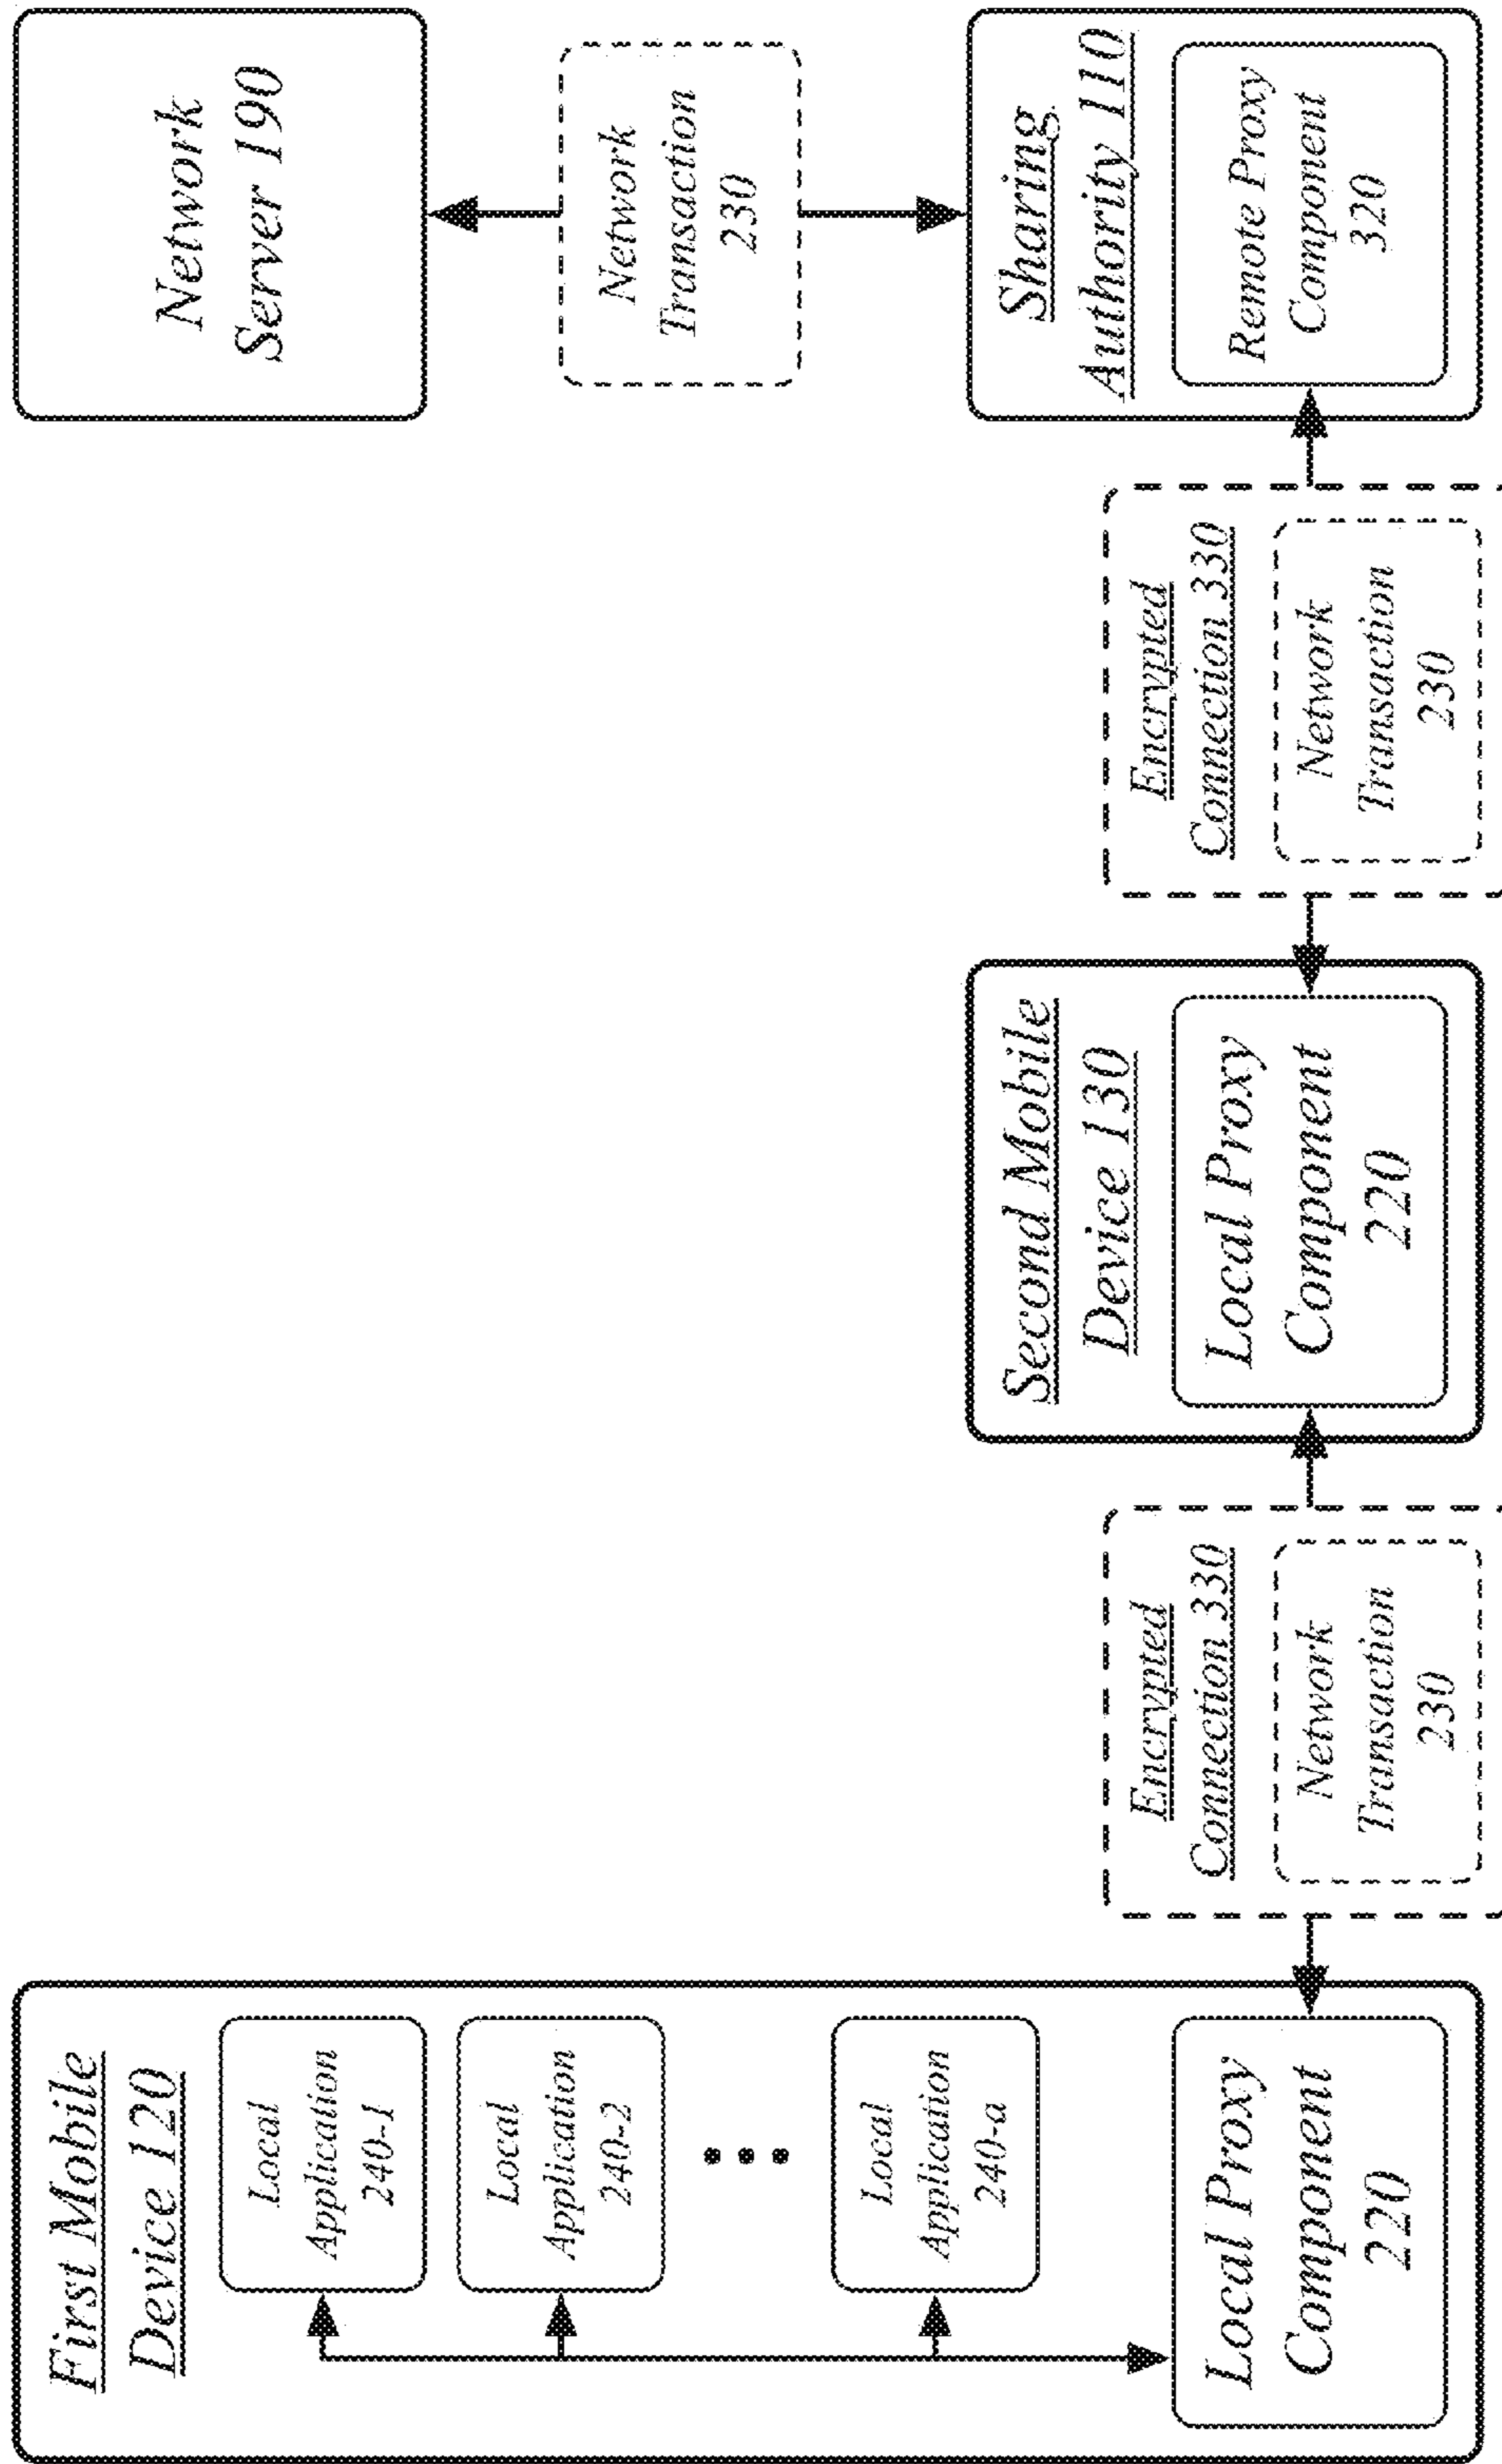 First Mobile
Device 120
Local
Application
240-1
Local
Application
240-2
Local
Application
240-a
Local Proxy
Component
220
Encrypted
Connection 330
Network
Transaction
230
Second Mobile
Device 130
Local Proxy
Component
220
Encrypted
Connection 330
Network
Transaction
230
Network
Server 190
Network
Transaction
230
Sharing
Authority 110
Remote Proxy
Component
320